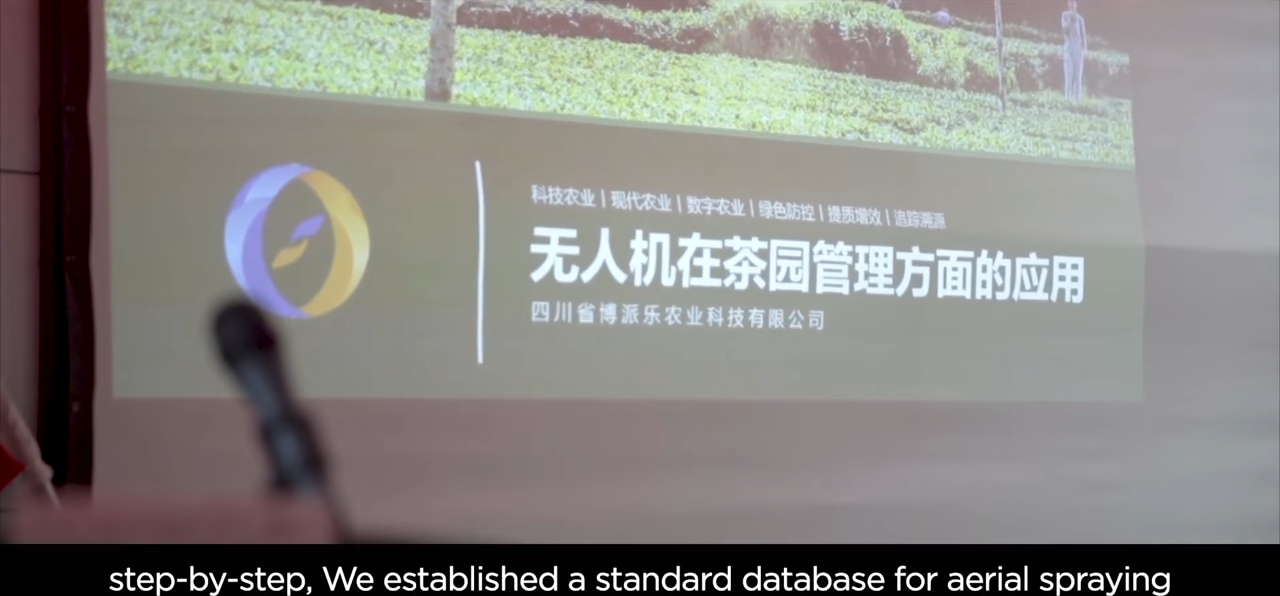 科技农业 | 现代农业 | 数字农业 | 绿色防控 | 提质增效 | 追踪溯源
无人机在茶园管理方面的应用
四川省博派乐农业科技有限公司
step-by-step, We established a standard database for aerial spraying